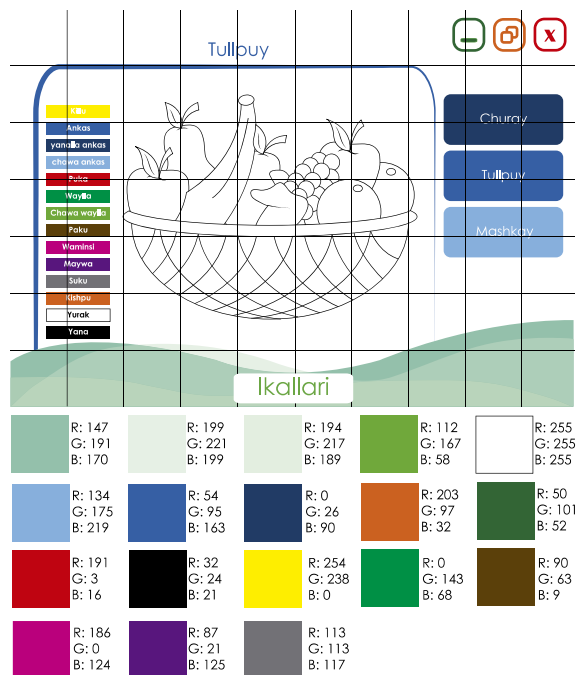 Tullpuy
x
Killu
Ankas
yanalla ankas
chawa ankas
Puka
Waylla
Chawa waylla
Paku
Waminsi
Maywa
Suku
Kishpu
Yurak
Yana
Churay
Tullpuy
Mashkay
Ikallari
R: 147
G: 191
B: 170
R: 199
G: 221
B: 199
R: 194
G: 217
B: 189
R: 112
G: 167
B: 58
R: 255
G: 255
B: 255
R: 134
G: 175
B: 219
R: 54
G: 95
B: 163
R: 0
G: 26
B: 90
R: 203
G: 97
B: 32
R: 50
G: 101
B: 52
R: 191
G: 3
B: 16
R: 32
G: 24
B: 21
R: 254
G: 238
B: 0
R: 0
G: 143
B: 68
R: 90
G: 63
B: 9
R: 186
G: 0
B: 124
R: 87
G: 21
B: 125
R: 113
G: 113
B: 117